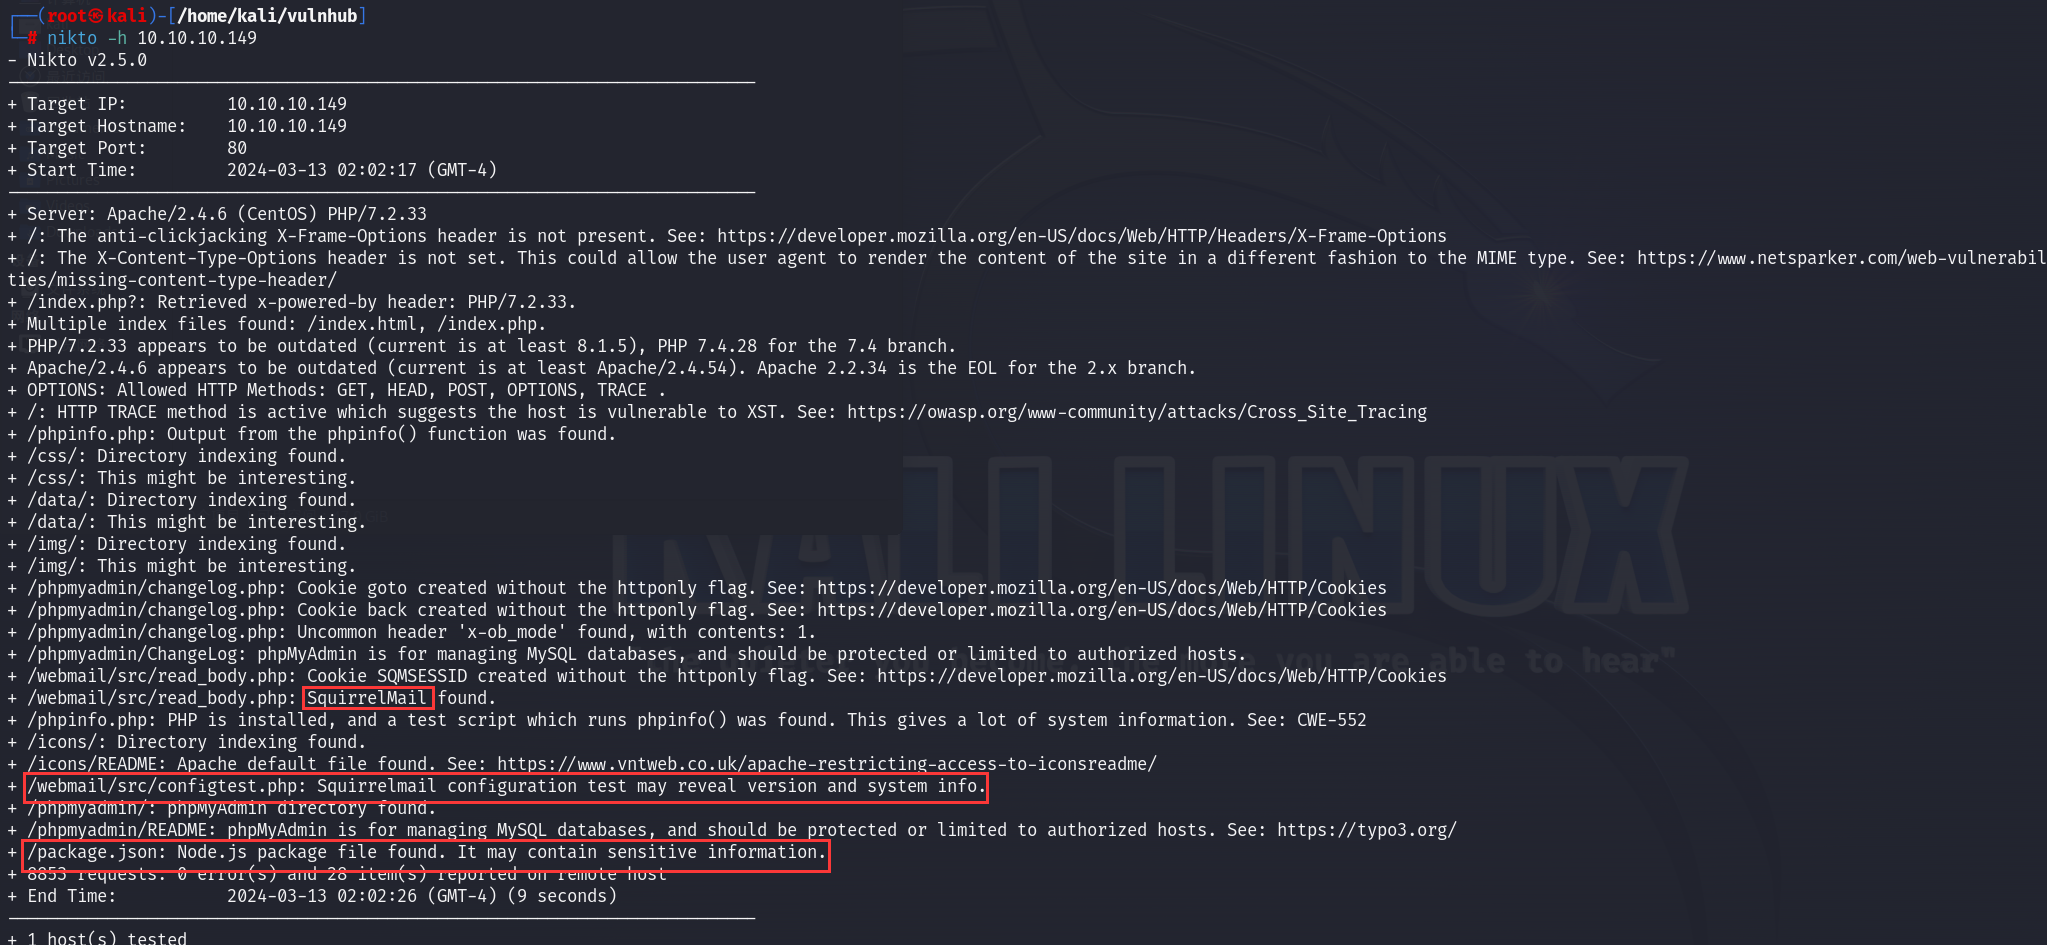 ┌──(root㉿kali)-[/home/kali/vulnhub]
└─# nikto -h 10.10.10.149
- Nikto v2.5.0
---------------------------------------------------------------------------
+ Target IP:          10.10.10.149
+ Target Hostname:    10.10.10.149
+ Target Port:        80
+ Start Time:         2024-03-13 02:02:17 (GMT-4)
---------------------------------------------------------------------------
+ Server: Apache/2.4.6 (CentOS) PHP/7.2.33
+ /: The anti-clickjacking X-Frame-Options header is not present. See: https://developer.mozilla.org/en-US/docs/Web/HTTP/Headers/X-Frame-Options
+ /: The X-Content-Type-Options header is not set. This could allow the user agent to render the content of the site in a different fashion to the MIME type. See: https://www.netsparker.com/web-vulnerabil
ties/missing-content-type-header/
+ /index.php?: Retrieved x-powered-by header: PHP/7.2.33.
+ Multiple index files found: /index.html, /index.php.
+ PHP/7.2.33 appears to be outdated (current is at least 8.1.5), PHP 7.4.28 for the 7.4 branch.
+ Apache/2.4.6 appears to be outdated (current is at least Apache/2.4.54). Apache 2.2.34 is the EOL for the 2.x branch.
+ OPTIONS: Allowed HTTP Methods: GET, HEAD, POST, OPTIONS, TRACE .
+ /: HTTP TRACE method is active which suggests the host is vulnerable to XST. See: https://owasp.org/www-community/attacks/Cross_Site_Tracing
+ /phpinfo.php: Output from the phpinfo() function was found.
+ /css/: Directory indexing found.
+ /css/: This might be interesting.
+ /data/: Directory indexing found.
+ /data/: This might be interesting.
+ /img/: Directory indexing found.
+ /img/: This might be interesting.
+ /phpmyadmin/changelog.php: Cookie goto created without the httponly flag. See: https://developer.mozilla.org/en-US/docs/Web/HTTP/Cookies
+ /phpmyadmin/changelog.php: Cookie back created without the httponly flag. See: https://developer.mozilla.org/en-US/docs/Web/HTTP/Cookies
+ /phpmyadmin/changelog.php: Uncommon header 'x-ob_mode' found, with contents: 1.
+ /phpmyadmin/ChangeLog: phpMyAdmin is for managing MySQL databases, and should be protected or limited to authorized hosts.
+ /webmail/src/read_body.php: Cookie SQMSESSID created without the httponly flag. See: https://developer.mozilla.org/en-US/docs/Web/HTTP/Cookies
+ /webmail/src/read_body.php: SquirrelMail found.
+ /phpinfo.php: PHP is installed, and a test script which runs phpinfo() was found. This gives a lot of system information. See: CWE-552
+ /icons/: Directory indexing found.
+ /icons/README: Apache default file found. See: https://www.vntweb.co.uk/apache-restricting-access-to-iconsreadme/
+ /webmail/src/configtest.php: Squirrelmail configuration test may reveal version and system info.
+ /phpmyadmin/: phpMyAdmin directory found.
+ /phpmyadmin/README: phpMyAdmin is for managing MySQL databases, and should be protected or limited to authorized hosts. See: https://typo3.org/
+ /package.json: Node.js package file found. It may contain sensitive information.
+ 8853 requests: 0 error(s) and 28 item(s) reported on remote host
+ End Time:           2024-03-13 02:02:26 (GMT-4) (9 seconds)
---------------------------------------------------------------------------
+ 1 host(s) tested
KALI LINUX
you are able to hear"